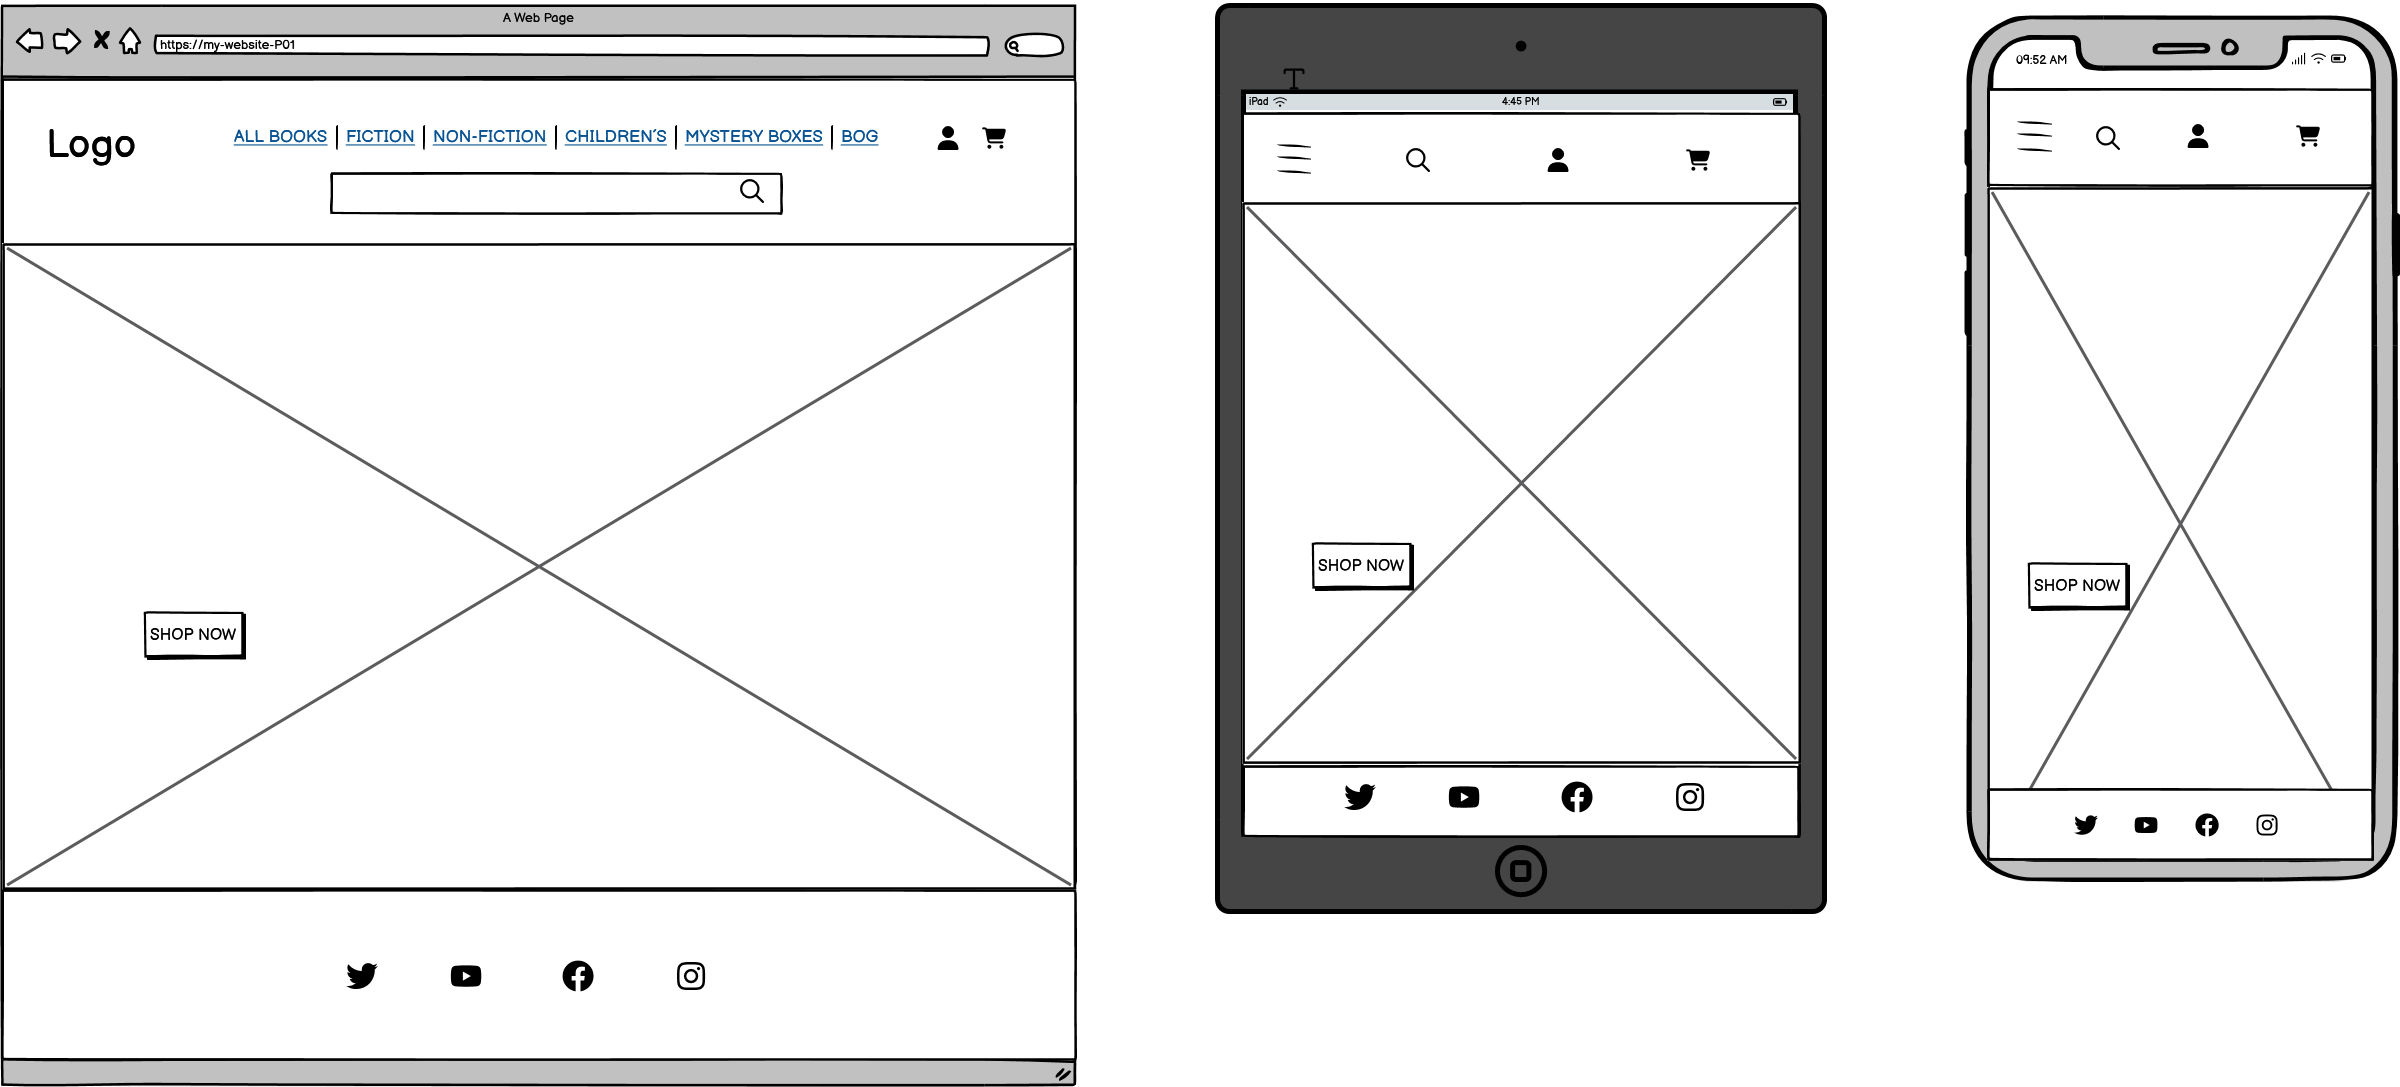 A Web Page
https://my-website-P01
Logo
ALL BOOKS | FICTION | NON-FICTION | CHILDREN´S | MYSTERY BOXES | BOG
SHOP NOW
T
iPad 4:45 PM
SHOP NOW
09:52 AM
SHOP NOW